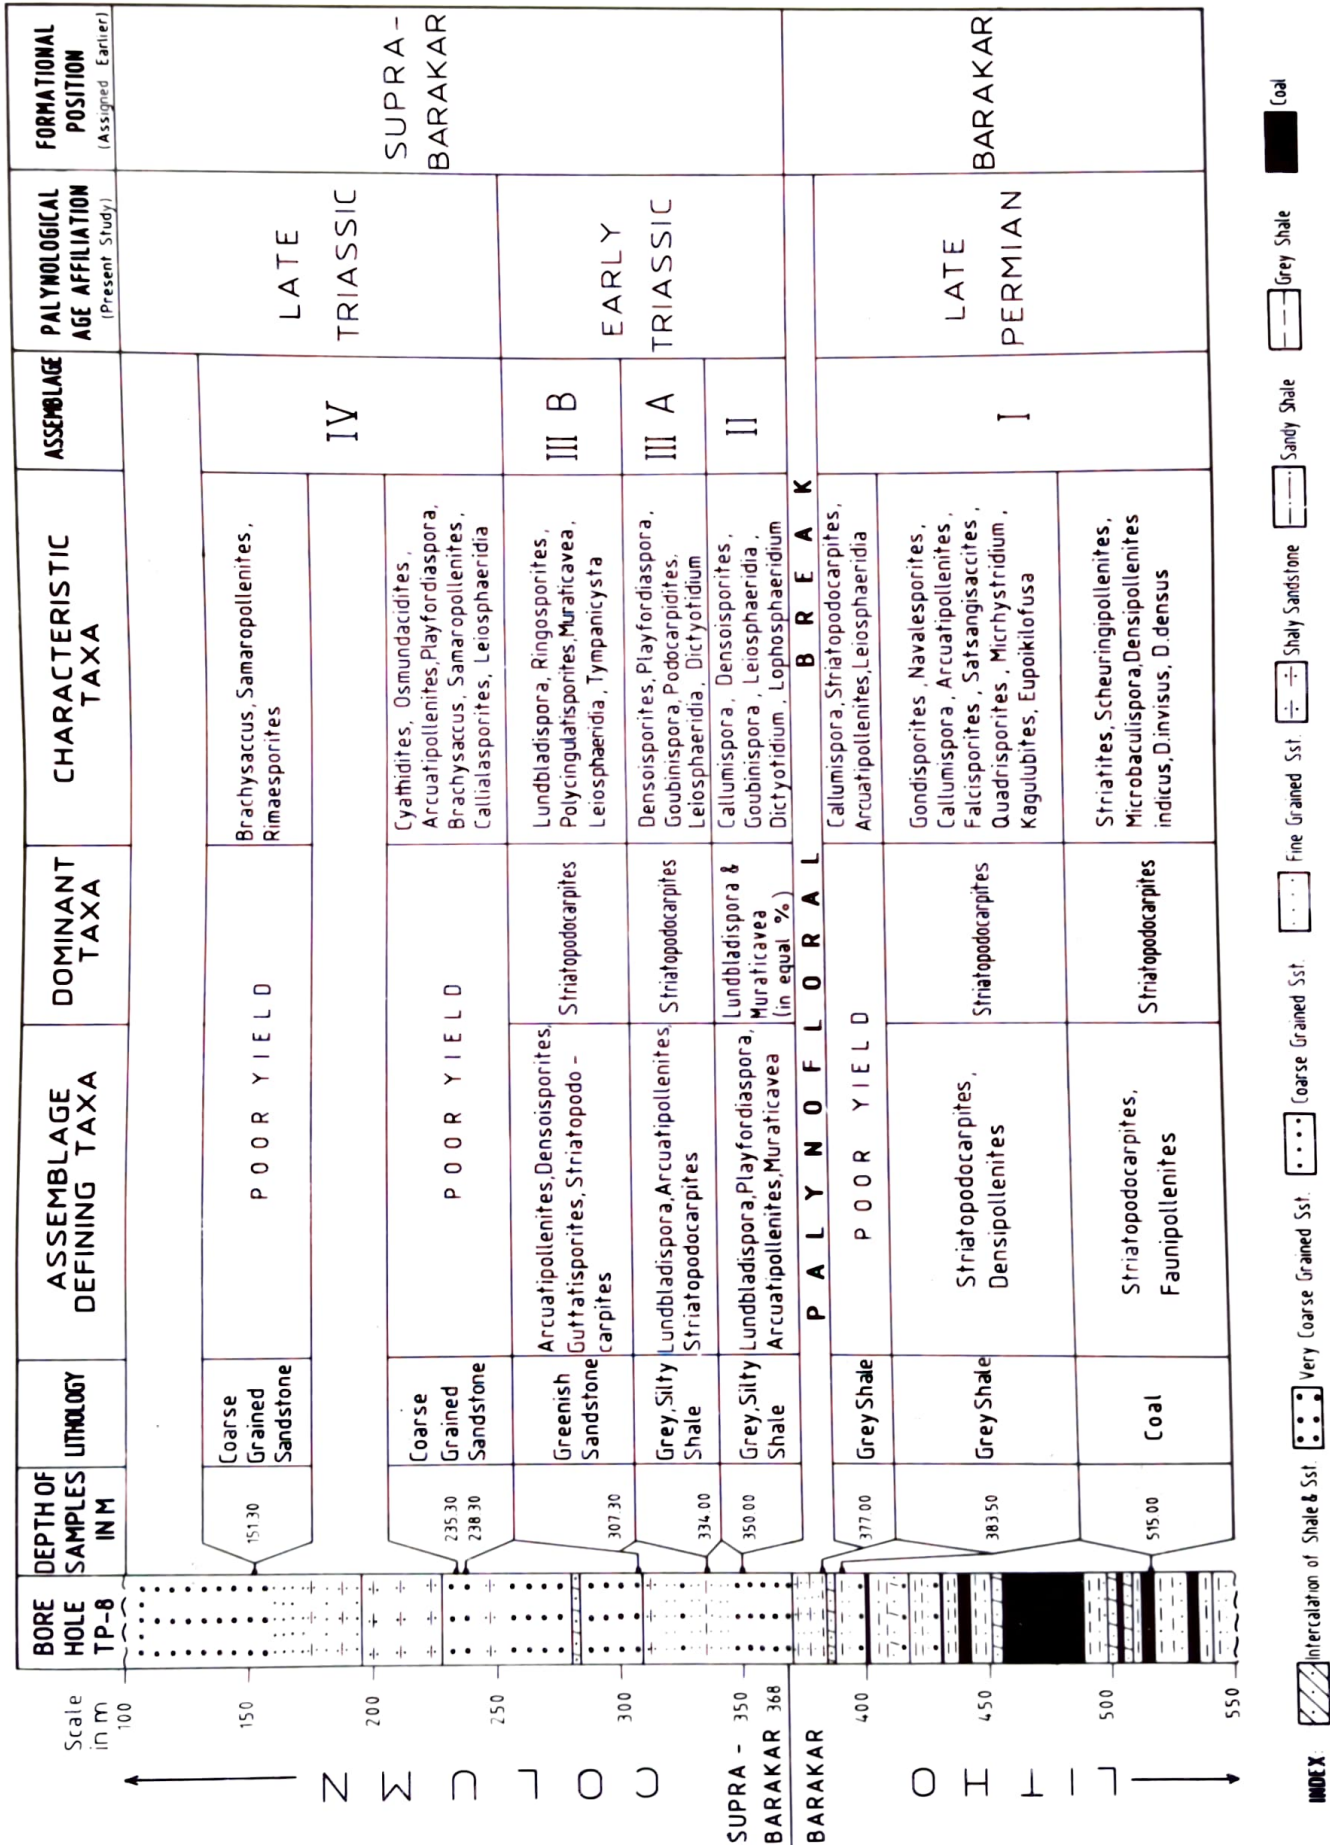 BORE
HOLE
TP-8
DEPTH OF
SAMPLES
IN M
LITHOLOGY
ASSEMBLAGE
DEFINING TAXA
DOMINANT
TAXA
CHARACTERISTIC
TAXA
ASSEMBLAGE
PALYNOLOGICAL
AGE AFFILIATION
(Present Study)
FORMATIONAL
POSITION
(Assigned Earlier)
Scale
in m
100
150
200
250
300
350
368
400
450
500
550
LITHO COLUMN
SUPRA-
BARAKAR
BARAKAR
151.30
Coarse
Grained
Sandstone
POOR YIELD
Brachysaccus, Samaropollenites,
Rimaesporites
235.30
238.30
Coarse
Grained
Sandstone
POOR YIELD
Cyathidites, Osmundacidites,
Arcuatipollenites, Playfordiaspora,
Brachysaccus, Samaropollenites,
Callialasporites, Leiosphaeridia
IV
LATE
TRIASSIC
SUPRA-
BARAKAR
307.30
Greenish
Sandstone
Arcuatipollenites, Densoisporites,
Guttatisporites, Striatopodo-
carpites
Striatopodocarpites
Lundbladispora, Ringosporites,
Polycingulatisporites, Muraticavea,
Leiosphaeridia, Tympanicysta
III B
EARLY
TRIASSIC
334.00
Grey, Silty
Shale
Lundbladispora, Arcuatipollenites,
Striatopodocarpites
Striatopodocarpites
Densoisporites, Playfordiaspora,
Goubinispora, Podocarpidites,
Leiosphaeridia, Dictyotidium
III A
350.00
Grey, Silty
Shale
Lundbladispora, Playfordiaspora,
Arcuatipollenites, Muraticavea
Lundbladispora &
Muraticavea
(in equal %)
Callumispora, Densoisporites,
Goubinispora, Leiosphaeridia,
Dictyotidium, Lophosphaeridium
II
PALYNOFLORAL BREAK
377.00
Grey Shale
POOR YIELD
Callumispora, Striatopodocarpites,
Arcuatipollenites, Leiosphaeridia
I
LATE
PERMIAN
BARAKAR
383.50
Grey Shale
Striatopodocarpites,
Densipollenites
Striatopodocarpites
Gondisporites, Navalesporites,
Callumispora, Arcuatipollenites,
Falcisporites, Satsangisaccites,
Quadrisporites, Micrhystridium,
Kagulubites, Eupoikilofusa
515.00
Coal
Striatopodocarpites,
Faunipollenites
Striatopodocarpites
Striatites, Scheuringipollenites,
Microbaculispora, Densipollenites
indicus, D.invisus, D.densus
INDEX:
Intercalation of Shale & Sst.
Very Coarse Grained Sst.
Coarse Grained Sst.
Fine Grained Sst.
Shaly Sandstone
Sandy Shale
Grey Shale
Coal